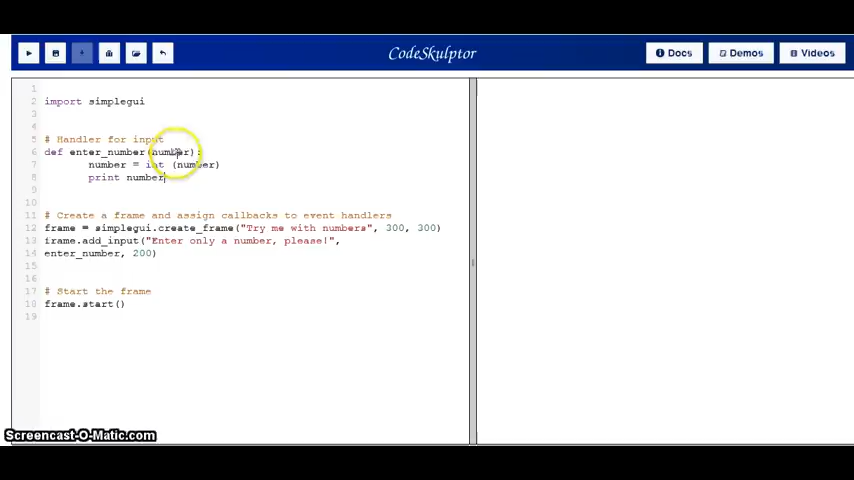 CodeSkulptor
Docs
Demos
Videos
1
2 import simplegui
3
4
5 # Handler for input
6 def enter_number(number):
7 number = int (number)
8 print number
9
10
11 # Create a frame and assign callbacks to event handlers
12 frame = simplegui.create_frame("Try me with numbers", 300, 300)
13 frame.add_input("Enter only a number, please!",
14 enter_number, 200)
15
16
17 # Start the frame
18 frame.start()
19
Screencast-O-Matic.com